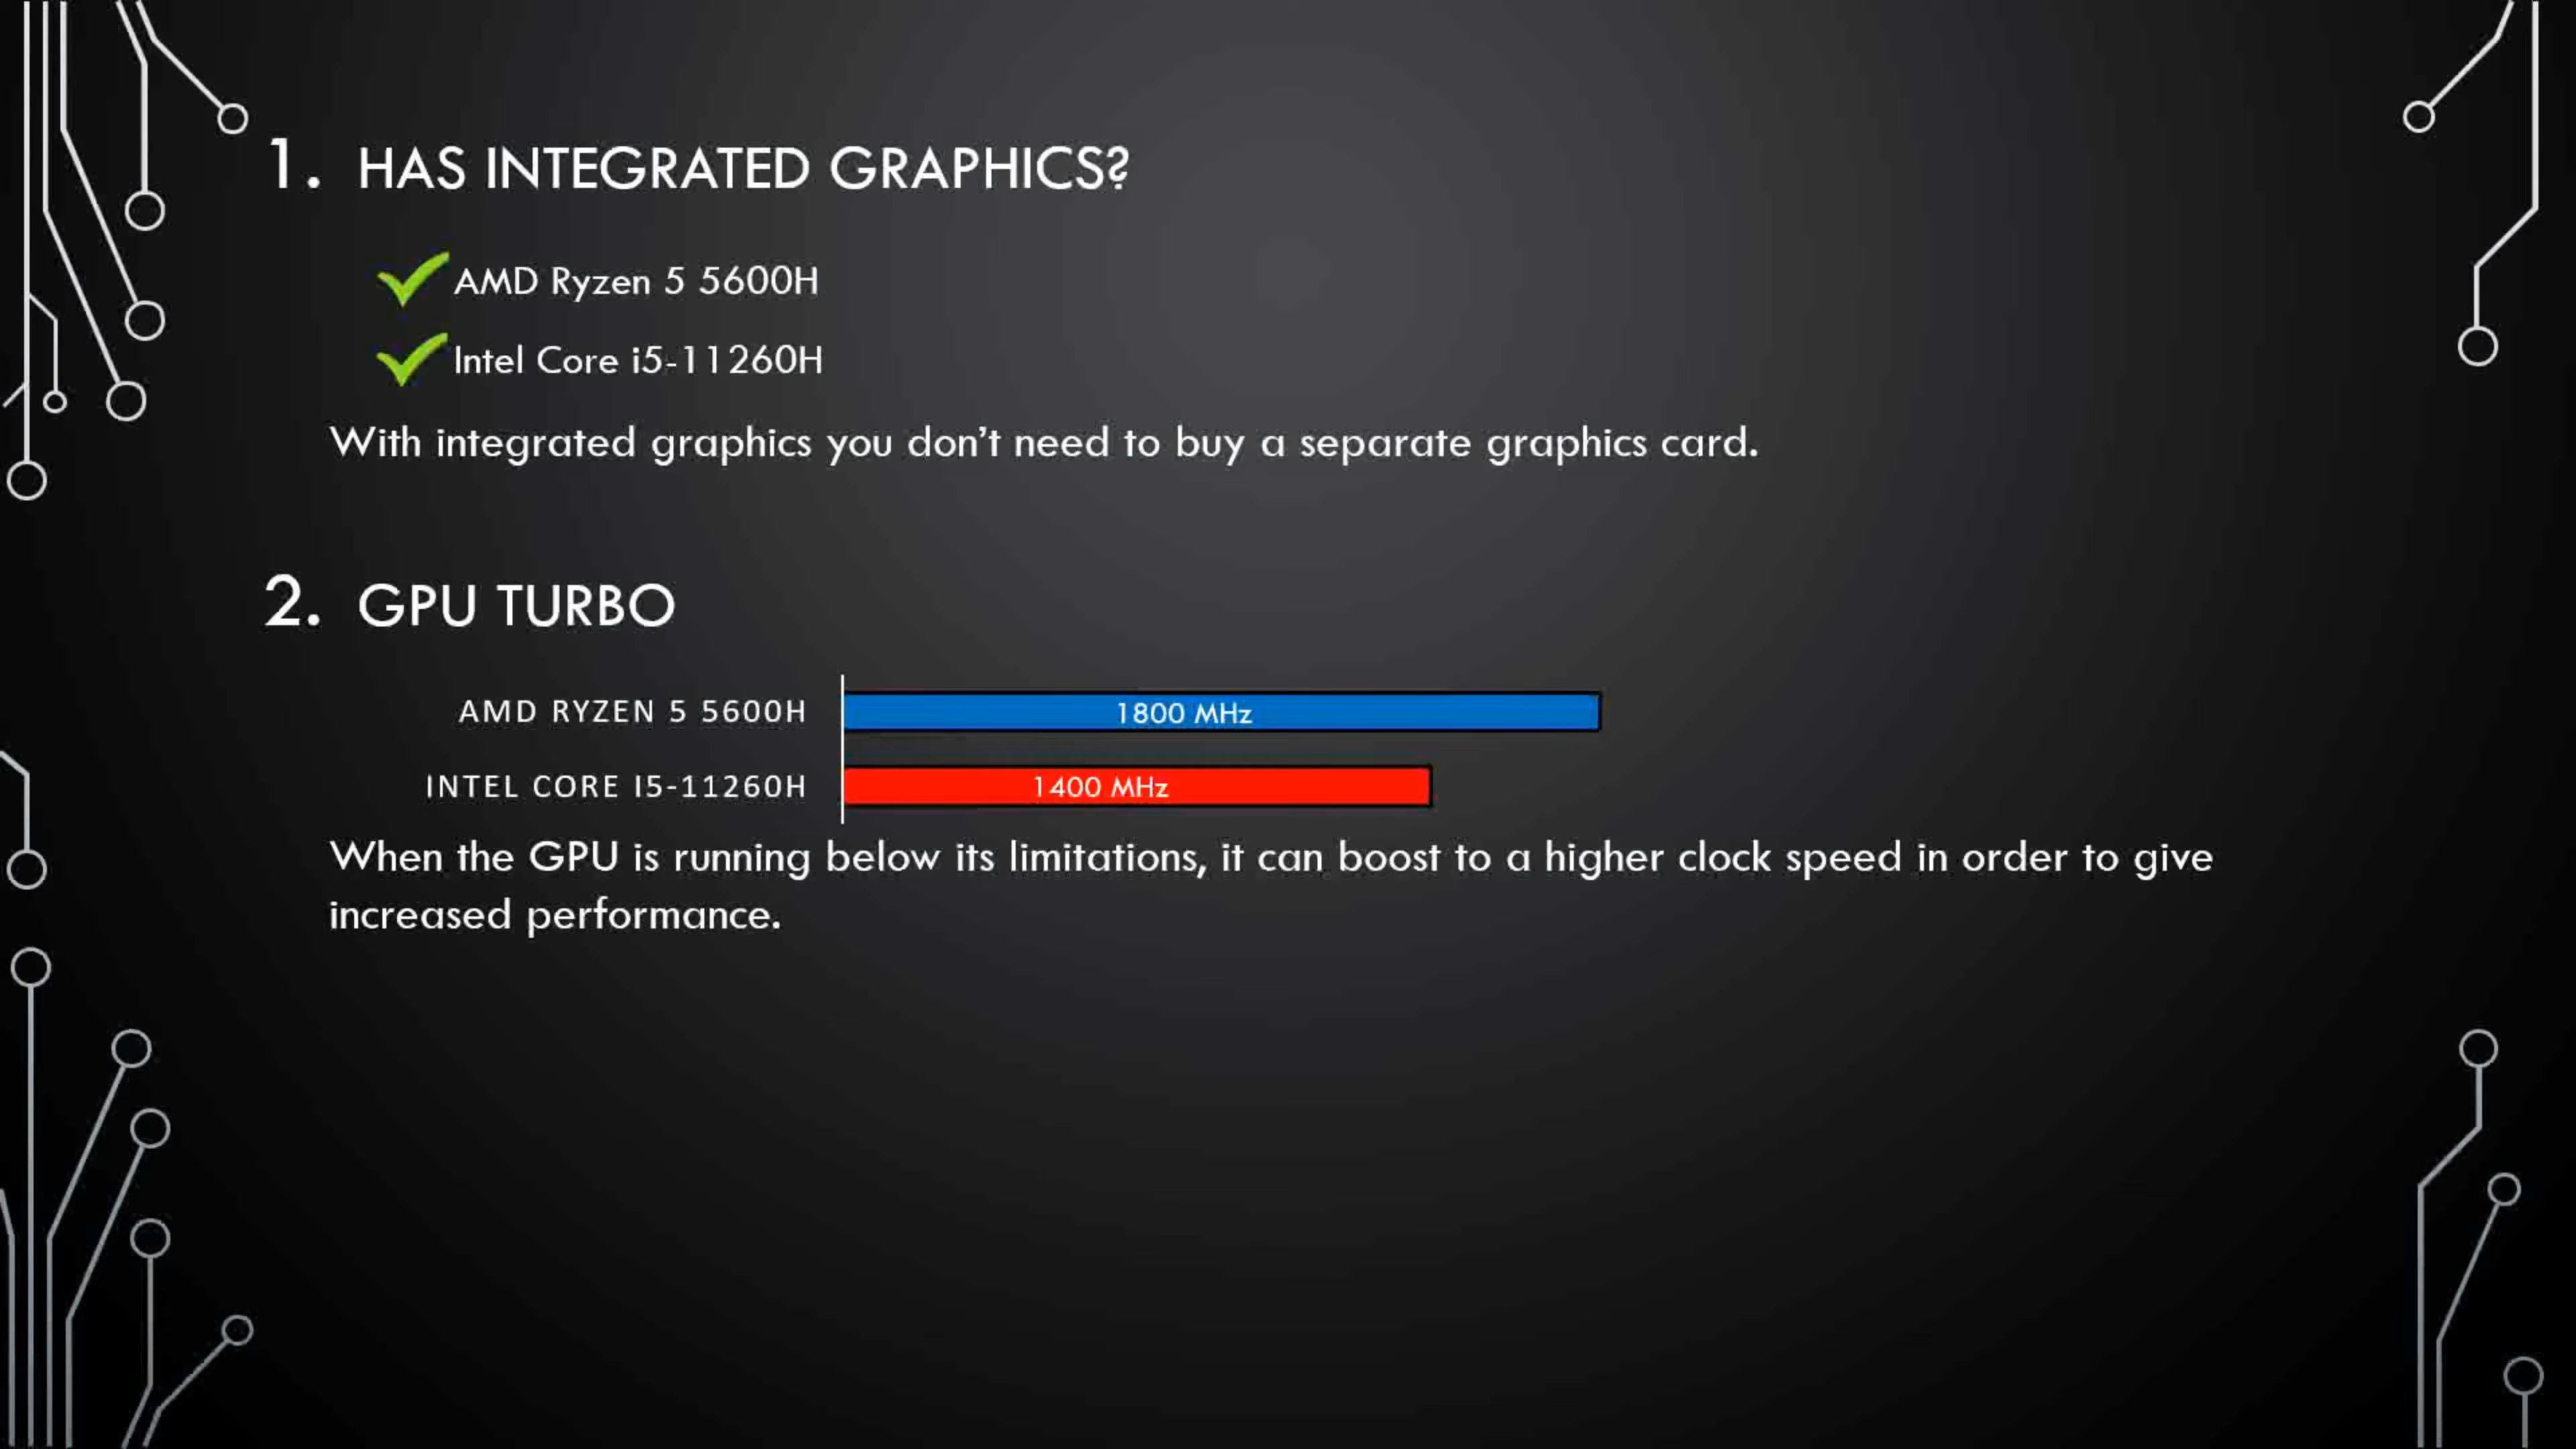 1. HAS INTEGRATED GRAPHICS?
AMD Ryzen 5 5600H
Intel Core i5-11260H
With integrated graphics you don't need to buy a separate graphics card.
2. GPU TURBO
AMD RYZEN 5 5600H 1800 MHz
INTEL CORE I5-11260H 1400 MHz
When the GPU is running below its limitations, it can boost to a higher clock speed in order to give
increased performance.